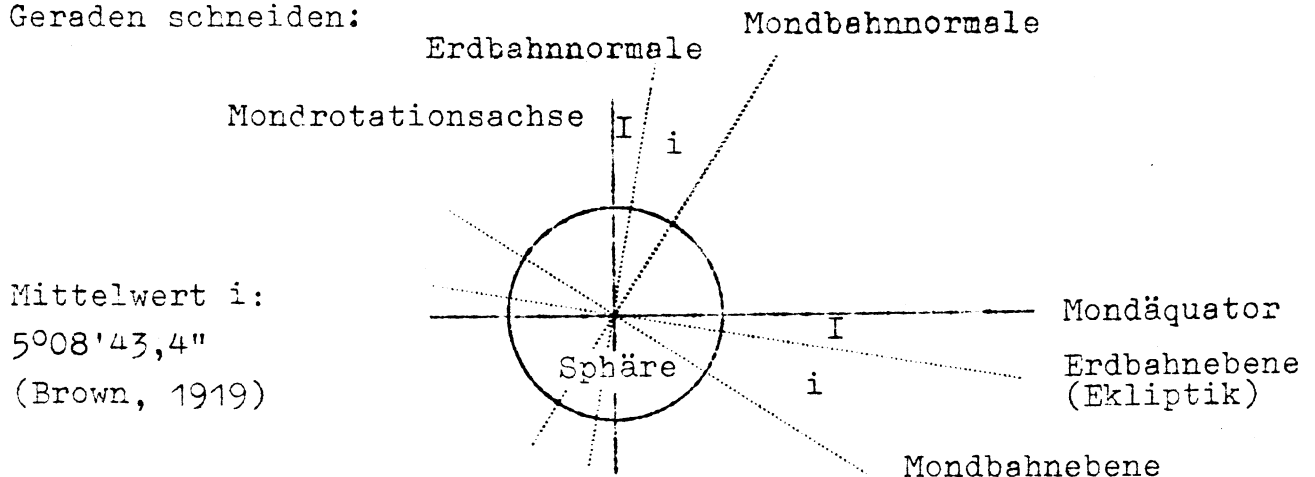 Geraden schneiden:
Mondbahnnormale
Erdbahnnormale
Mondrotationsachse
I
i
Mittelwert i:
5°08'43,4"
(Brown, 1919)
Sphäre
I
i
Mondäquator
Erdbahnebene
(Ekliptik)
Mondbahnebene